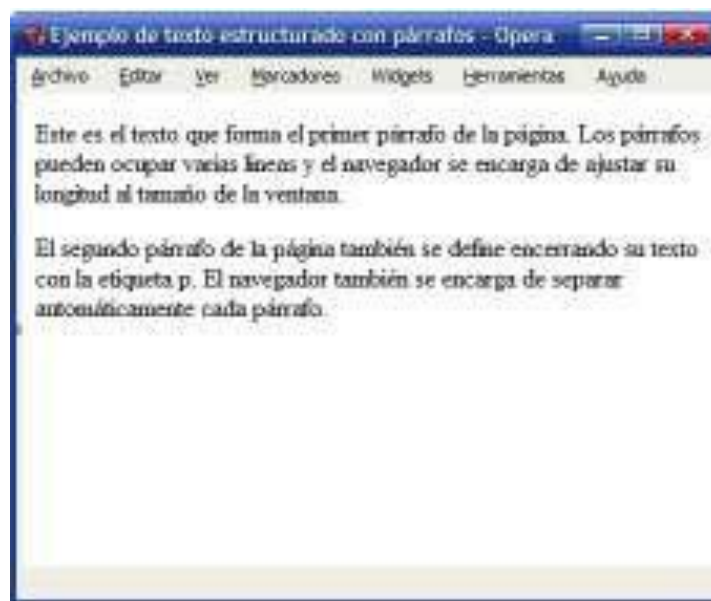 Ejemplo de texto estructurado con párrafos - Opera
Archivo Editar Ver Marcadores Widgets Herramientas Ayuda
Este es el texto que forma el primer párrafo de la página. Los párrafos
pueden ocupar varias líneas y el navegador se encarga de ajustar su
longitud al tamaño de la ventana.
El segundo párrafo de la página también se define encerrando su texto
con la etiqueta p. El navegador también se encarga de separar
automáticamente cada párrafo.